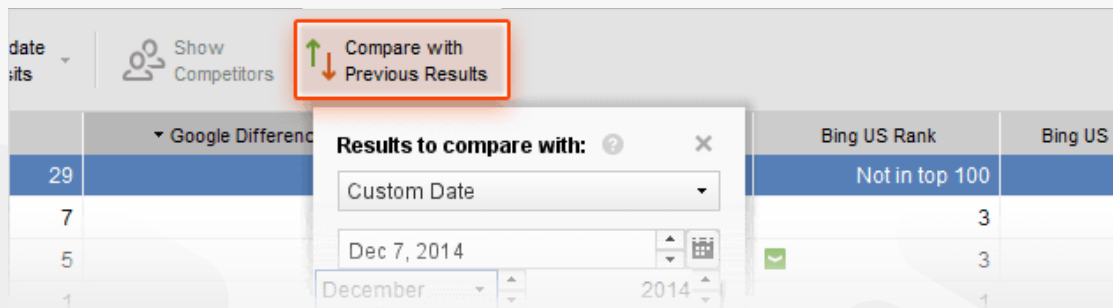 date
sits
Show
Competitors
Compare with
Previous Results
Google Differenc
Bing US Rank
Bing US
Results to compare with:
29
Not in top 100
Custom Date
7
3
Dec 7, 2014
5
3
December
2014
1
1